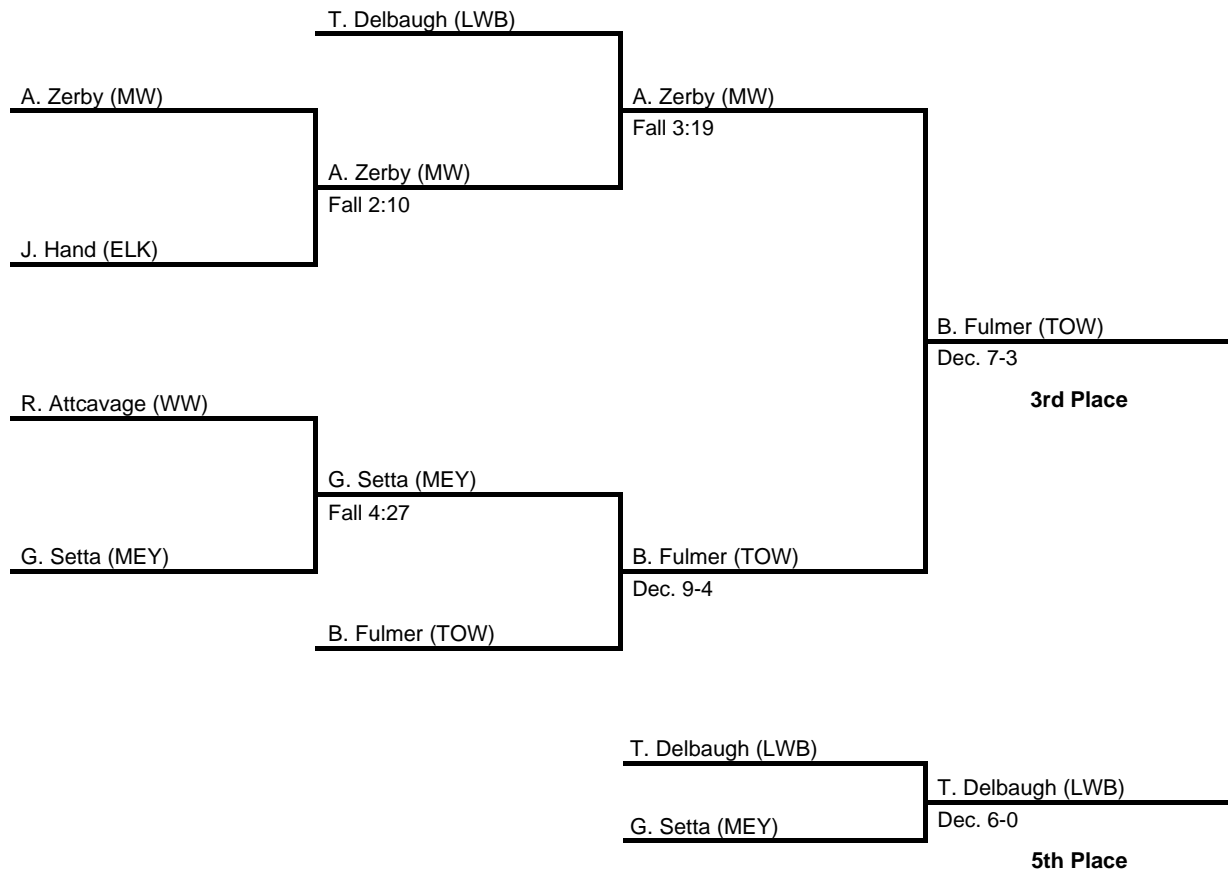 T. Delbaugh (LWB)
A. Zerby (MW)
A. Zerby (MW)
Fall 3:19
A. Zerby (MW)
Fall 2:10
J. Hand (ELK)
B. Fulmer (TOW)
Dec. 7-3
3rd Place
R. Attcavage (WW)
G. Setta (MEY)
Fall 4:27
G. Setta (MEY)
B. Fulmer (TOW)
Dec. 9-4
B. Fulmer (TOW)
T. Delbaugh (LWB)
T. Delbaugh (LWB)
Dec. 6-0
G. Setta (MEY)
5th Place